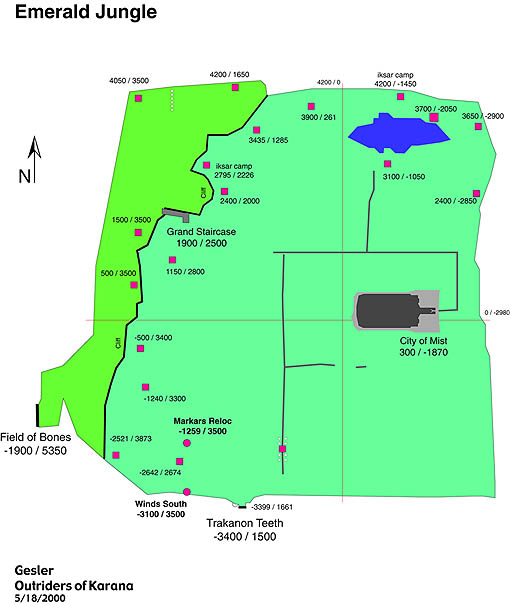 Emerald Jungle
4050 / 3500
4200 / 1650
4200 / 0
iksar camp
4200 / -1450
3900 / 261
3700 / -2050
3650 / -2900
3435 / 1285
iksar camp
2795 / 2226
3100 / -1050
N
Cliff
2400 / 2000
2400 / -2850
1500 / 3500
Grand Staircase
1900 / 2500
1150 / 2800
500 / 3500
0 / -2980
Cliff
-500 / 3400
City of Mist
300 / -1870
-1240 / 3300
Markars Reloc
-1259 / 3500
Field of Bones
-1900 / 5350
-2521 / 3873
-2642 / 2674
Winds South
-3100 / 3500
-3399 / 1661
Trakanon Teeth
-3400 / 1500
Gesler
Outriders of Karana
5/18/2000